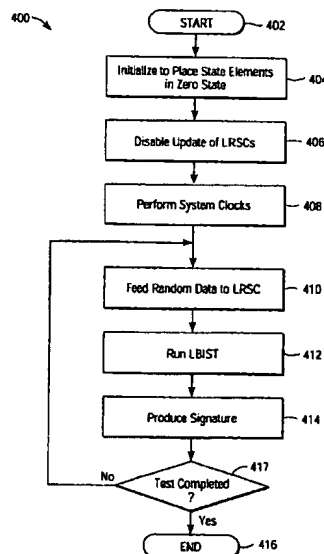 400
START
402
Initialize to Place State Elements
in Zero State
404
Disable Update of LRSCs
406
Perform System Clocks
408
Feed Random Data to LRSC
410
Run LBIST
412
Produce Signature
414
No
Test Completed
?
417
Yes
END
416